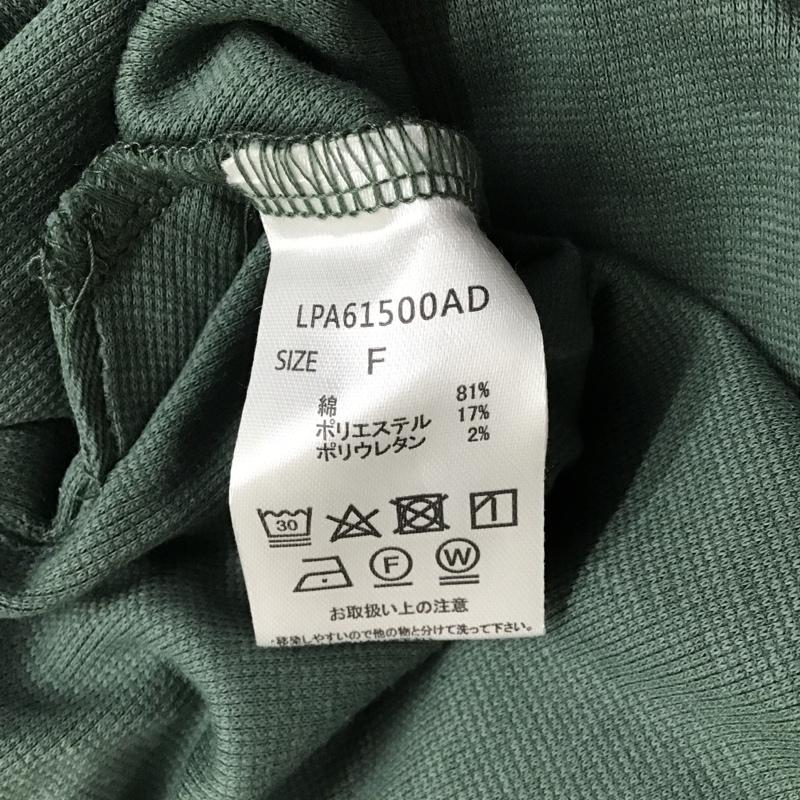 LPA61500AD
SIZE F
綿 81%
ポリエステル 17%
ポリウレタン 2%
30
F W
お取扱い上の注意
・移染しやすいので他の物と分けて洗って下さい。